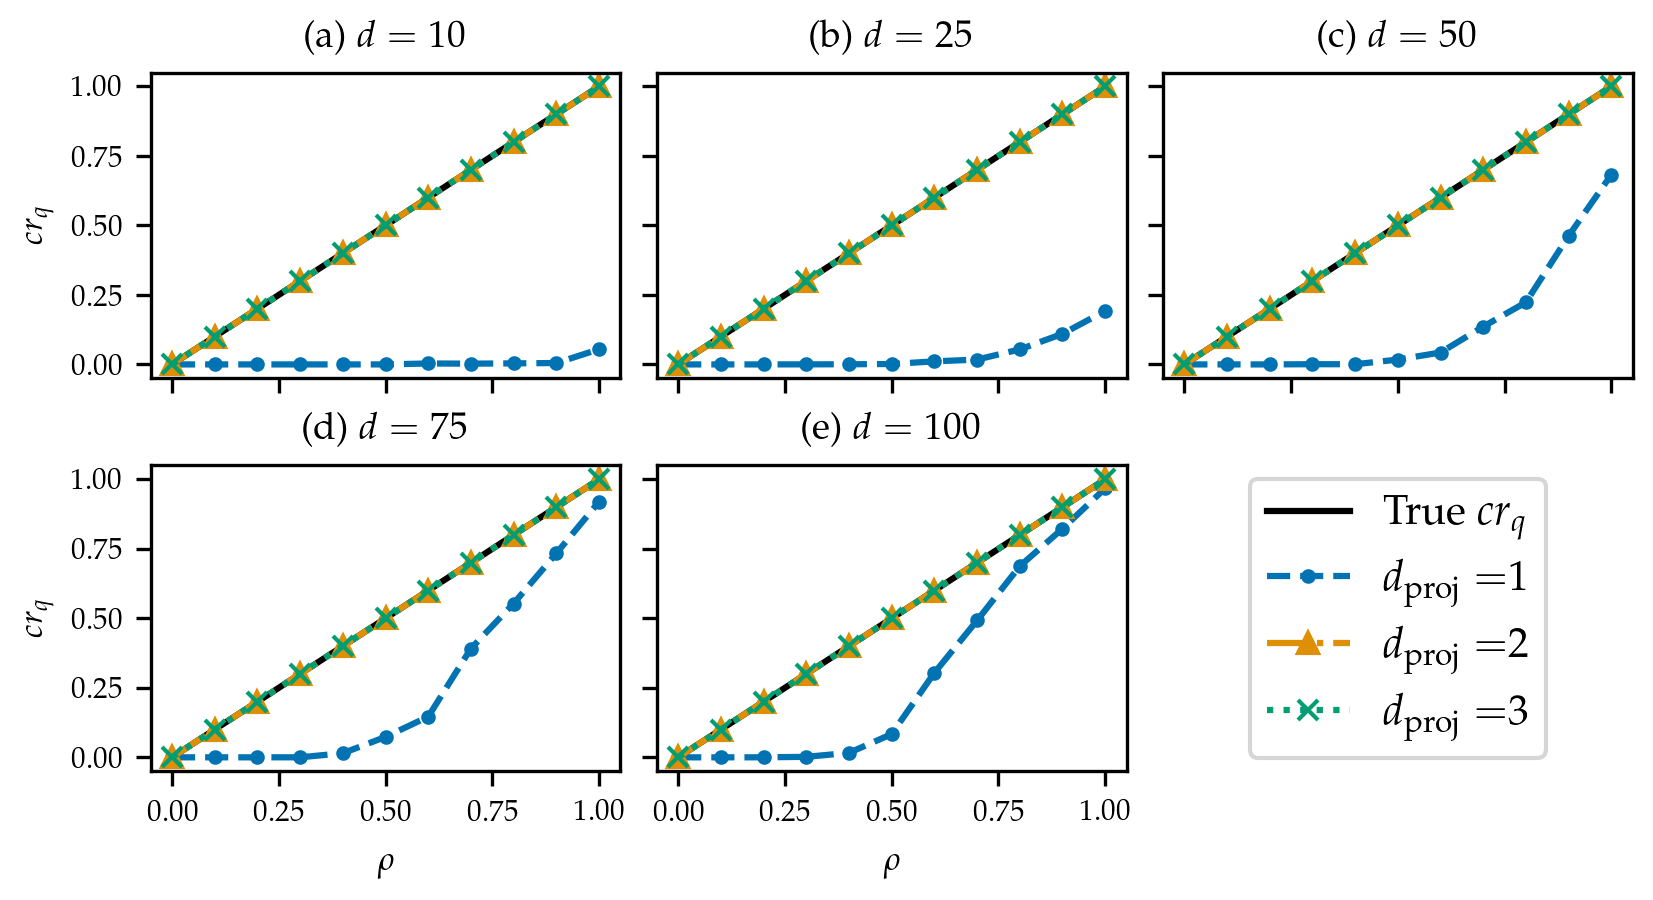 (a) d = 10
(b) d = 25
(c) d = 50
1.00
0.75
0.50
0.25
0.00
cr_q
(d) d = 75
(e) d = 100
1.00
0.75
0.50
0.25
0.00
cr_q
0.00 0.25 0.50 0.75 1.00
ρ
0.00 0.25 0.50 0.75 1.00
ρ
True cr_q
d_proj =1
d_proj =2
d_proj =3